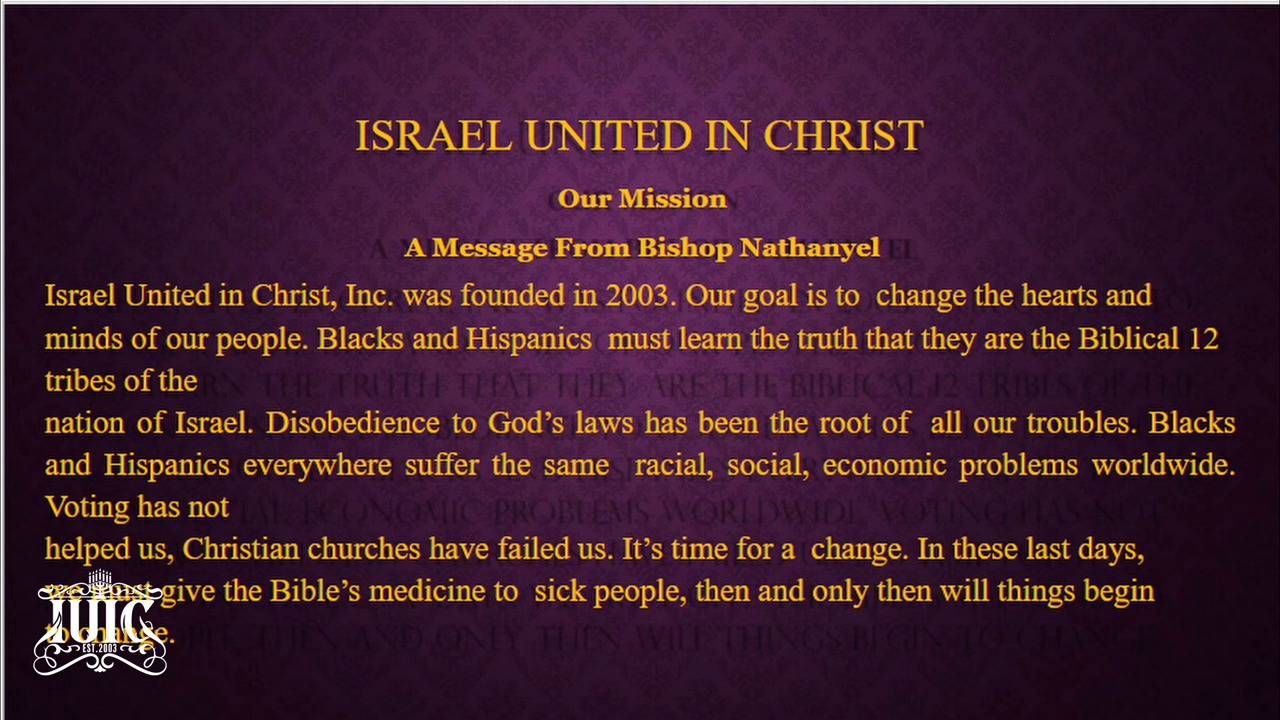 ISRAEL UNITED IN CHRIST
Our Mission
A Message From Bishop Nathanyel
Israel United in Christ, Inc. was founded in 2003. Our goal is to change the hearts and
minds of our people. Blacks and Hispanics must learn the truth that they are the Biblical 12
tribes of the
nation of Israel. Disobedience to God's laws has been the root of all our troubles. Blacks
and Hispanics everywhere suffer the same racial, social, economic problems worldwide.
Voting has not
helped us, Christian churches have failed us. It's time for a change. In these last days,
we must give the Bible's medicine to sick people, then and only then will things begin
to change.
IUIC
EST. 2003